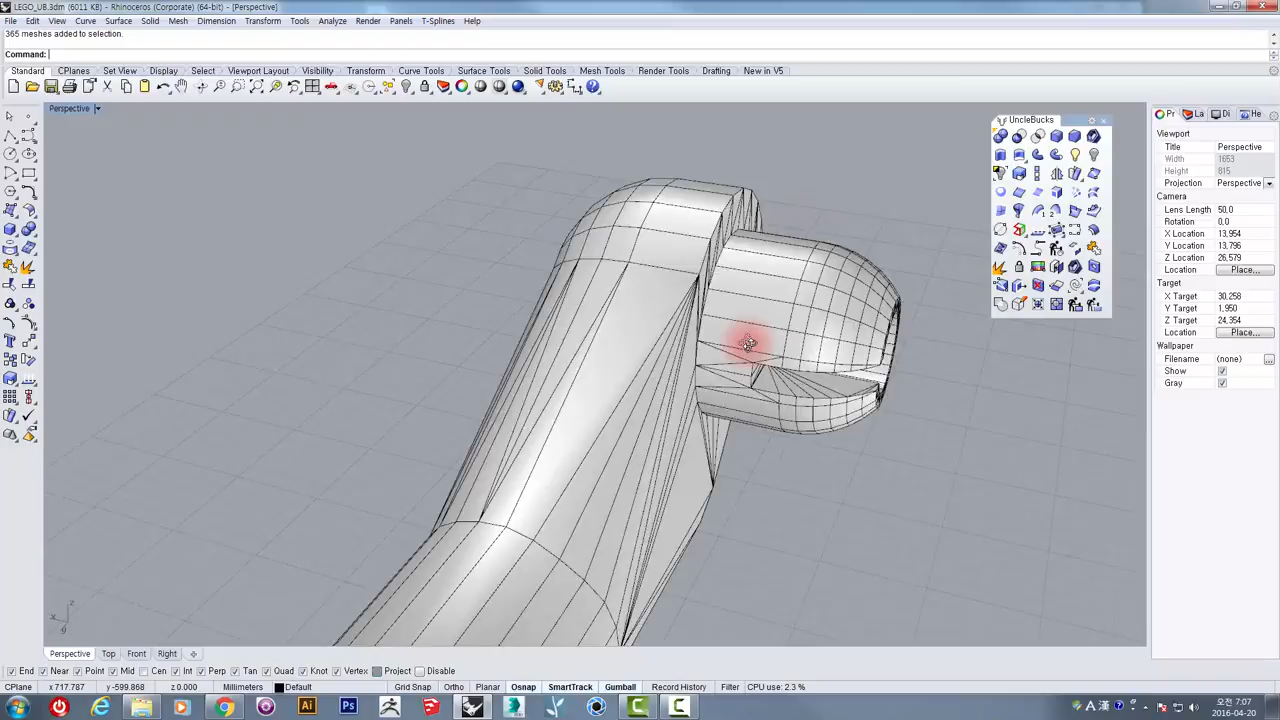 LEGO_UB.3dm (6011 KB) - Rhinoceros (Corporate) (64-bit) - [Perspective]
File Edit View Curve Surface Solid Mesh Dimension Transform Tools Analyze Render Panels T-Splines Help
365 meshes added to selection.
Command:
Standard CPlanes Set View Display Select Viewport Layout Visibility Transform Curve Tools Surface Tools Solid Tools Mesh Tools Render Tools Drafting New in V5
Perspective
UncleBucks
Pr La Di He
Viewport
Title Perspective
Width 1653
Height 815
Projection Perspective
Camera
Lens Length 50.0
Rotation 0.0
X Location 13.954
Y Location 13.796
Z Location 26.579
Location Place...
Target
X Target 30.258
Y Target 1.950
Z Target 24.354
Location Place...
Wallpaper
Filename (none) ...
Show
Gray
z
x
Perspective Top Front Right
End Near Point Mid Cen Int Perp Tan Quad Knot Vertex Project Disable
CPlane x 717.787 y -599.868 z 0.000 Millimeters Default Grid Snap Ortho Planar Osnap SmartTrack Gumball Record History Filter CPU use: 2.3 %
Ai Ps A 漢 오전 7:07
2016-04-20